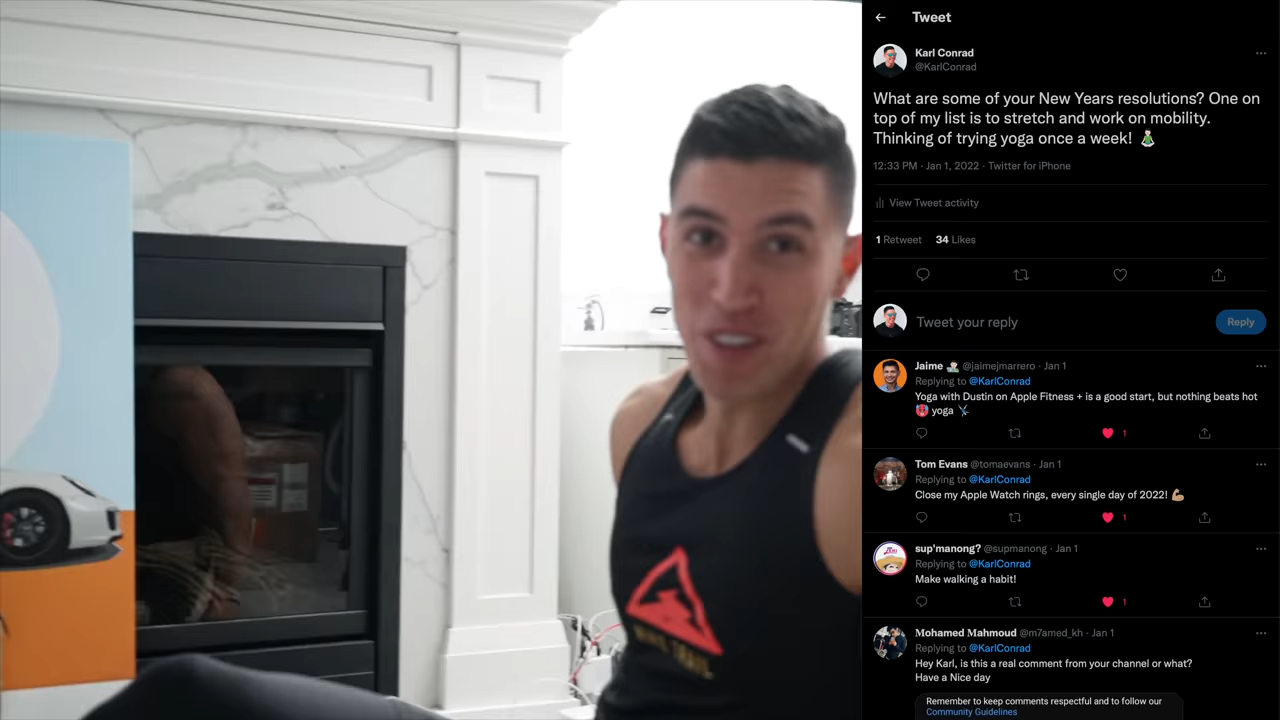 Tweet
Karl Conrad
@KarlConrad
What are some of your New Years resolutions? One on
top of my list is to stretch and work on mobility.
Thinking of trying yoga once a week!
12:33 PM · Jan 1, 2022 · Twitter for iPhone
View Tweet activity
1 Retweet 34 Likes
Tweet your reply
Reply
Jaime @jaimejmarrero · Jan 1
Replying to @KarlConrad
Yoga with Dustin on Apple Fitness + is a good start, but nothing beats hot
yoga
1
Tom Evans @tomaevans · Jan 1
Replying to @KarlConrad
Close my Apple Watch rings, every single day of 2022!
1
sup'manong? @supmanong · Jan 1
Replying to @KarlConrad
Make walking a habit!
1
Mohamed Mahmoud @m7amed_kh · Jan 1
Replying to @KarlConrad
Hey Karl, is this a real comment from your channel or what?
Have a Nice day
Remember to keep comments respectful and to follow our
Community Guidelines